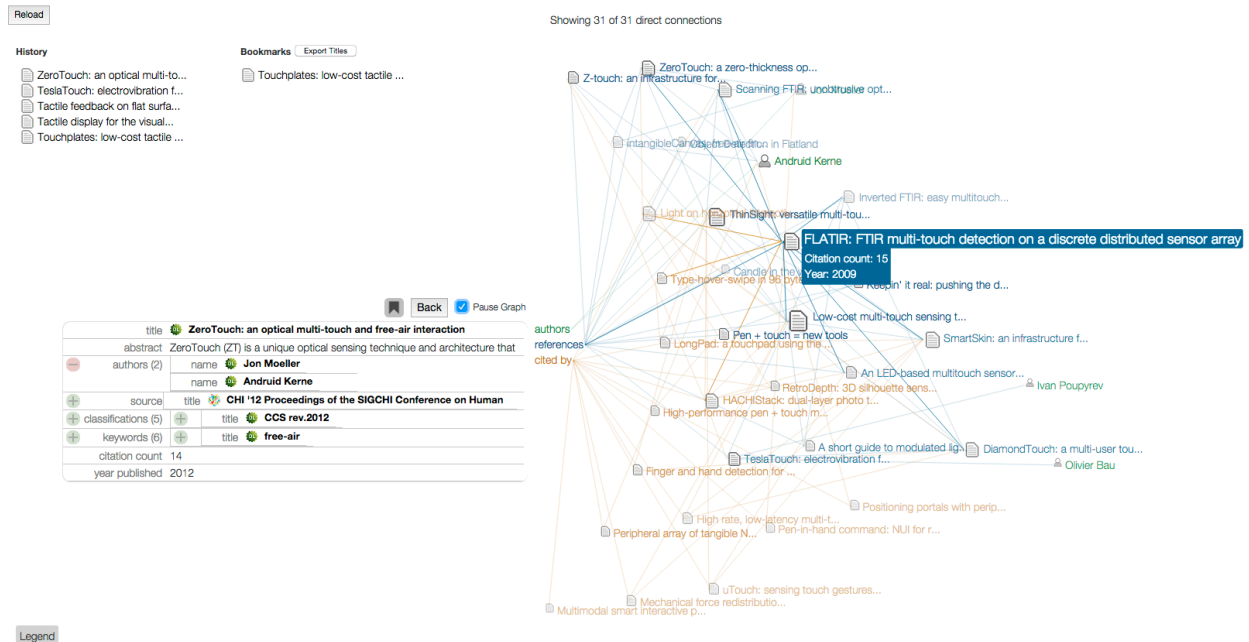 Reload
Showing 31 of 31 direct connections
History
Bookmarks Export Titles
ZeroTouch: an optical multi-to...
TeslaTouch: electrovibration f...
Tactile feedback on flat surfa...
Tactile display for the visual...
Touchplates: low-cost tactile ...
Touchplates: low-cost tactile ...
Back
Pause Graph
title ZeroTouch: an optical multi-touch and free-air interaction
abstract ZeroTouch (ZT) is a unique optical sensing technique and architecture that
authors (2) name Jon Moeller
name Andruid Kerne
source title CHI '12 Proceedings of the SIGCHI Conference on Human
classifications (5) title CCS rev.2012
keywords (6) title free-air
citation count 14
year published 2012
authors
references
cited by
ZeroTouch: a zero-thickness op...
Z-touch: an infrastructure for...
Scanning FTIR: unobtrusive opt...
Object Detection in Flatland
Andruid Kerne
Inverted FTIR: easy multitouch...
Light on
ThinSight: versatile multi-tou...
FLATIR: FTIR multi-touch detection on a discrete distributed sensor array
Citation count: 15
Year: 2009
Candle in the
Type-hover-swipe in 96 byte
Keepin' it real: pushing the d...
Low-cost multi-touch sensing t...
Pen + touch = new tools
LongPad: a touchpad using the
SmartSkin: an infrastructure f...
An LED-based multitouch sensor...
RetroDepth: 3D silhouette sens...
Ivan Poupyrev
HACHIStack: dual-layer photo t...
High-performance pen + touch m...
A short guide to modulated lig...
DiamondTouch: a multi-user tou...
TeslaTouch: electrovibration f...
Olivier Bau
Finger and hand detection for ...
Positioning portals with perip...
High rate, low-latency multi-t...
Pen-in-hand command: NUI for r...
Peripheral array of tangible N...
uTouch: sensing touch gestures...
Mechanical force redistributio...
Multimodal smart interactive p...
Legend